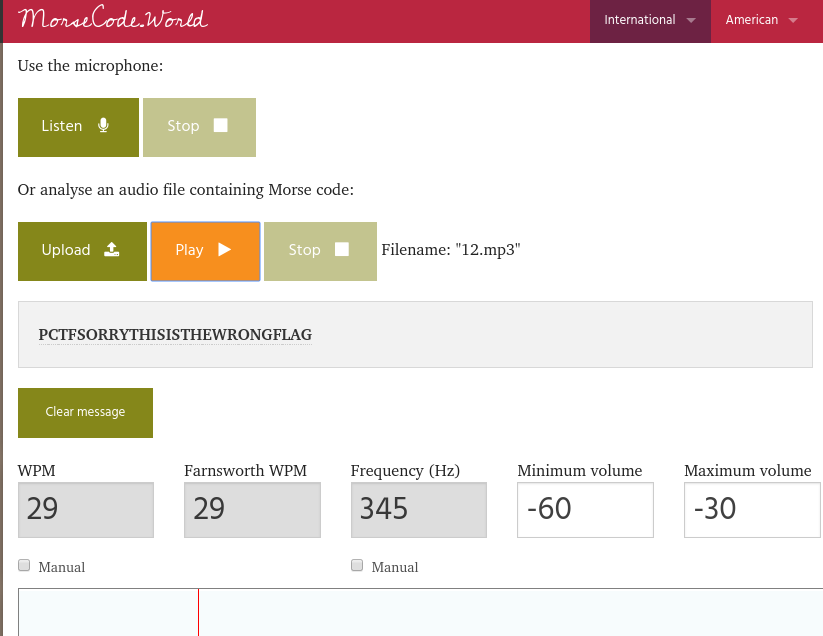 MorseCode.World
International
American
Use the microphone:
Listen
Stop
Or analyse an audio file containing Morse code:
Upload
Play
Stop
Filename: "12.mp3"
PCTFSORRYTHISISTHEWRONGFLAG
Clear message
WPM
Farnsworth WPM
Frequency (Hz)
Minimum volume
Maximum volume
29
29
345
-60
-30
Manual
Manual